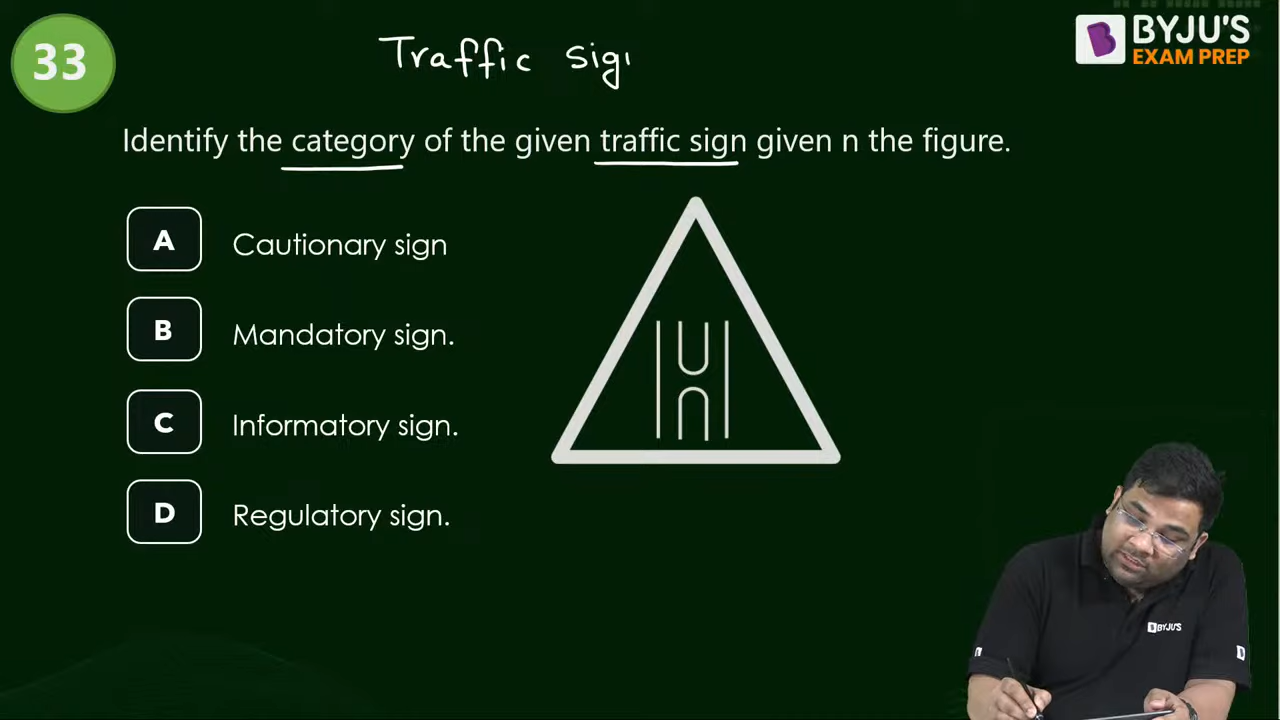 33
Traffic sign
BYJU'S
EXAM PREP
Identify the category of the given traffic sign given n the figure.
A Cautionary sign
B Mandatory sign.
C Informatory sign.
D Regulatory sign.
BYJU'S